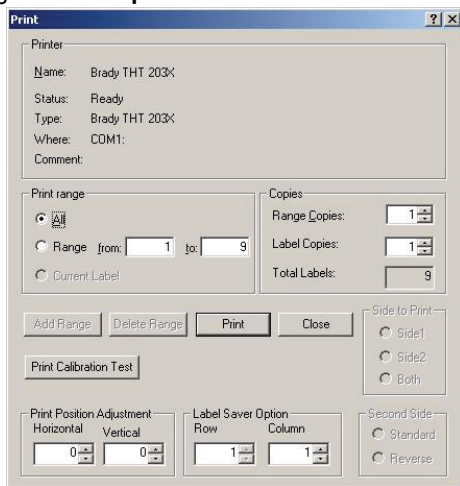 Print
Printer
Name: Brady THT 203X
Status: Ready
Type: Brady THT 203X
Where: COM1:
Comment:
Print range
All
Range from: 1 to: 9
Current Label
Copies
Range Copies: 1
Label Copies: 1
Total Labels: 9
Add Range Delete Range Print Close
Print Calibration Test
Side to Print
Side1
Side2
Both
Print Position Adjustment
Horizontal Vertical
0 0
Label Saver Option
Row Column
1 1
Second Side
Standard
Reverse